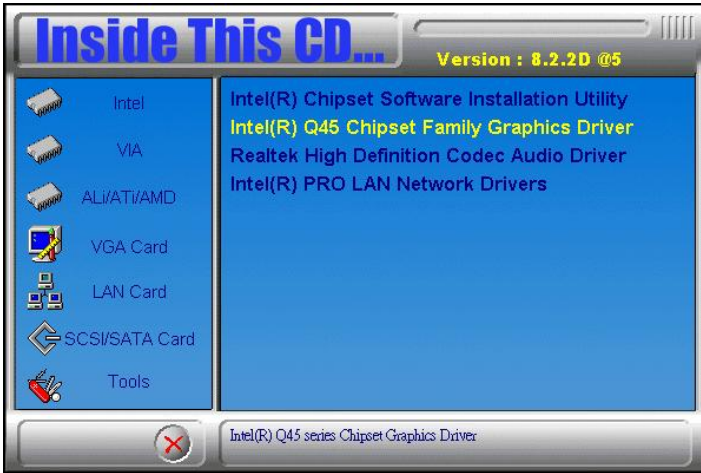 Inside This CD...
Version : 8.2.2D @5
Intel
VIA
ALi/ATi/AMD
VGA Card
LAN Card
SCSI/SATA Card
Tools
Intel(R) Chipset Software Installation Utility
Intel(R) Q45 Chipset Family Graphics Driver
Realtek High Definition Codec Audio Driver
Intel(R) PRO LAN Network Drivers
Intel(R) Q45 series Chipset Graphics Driver